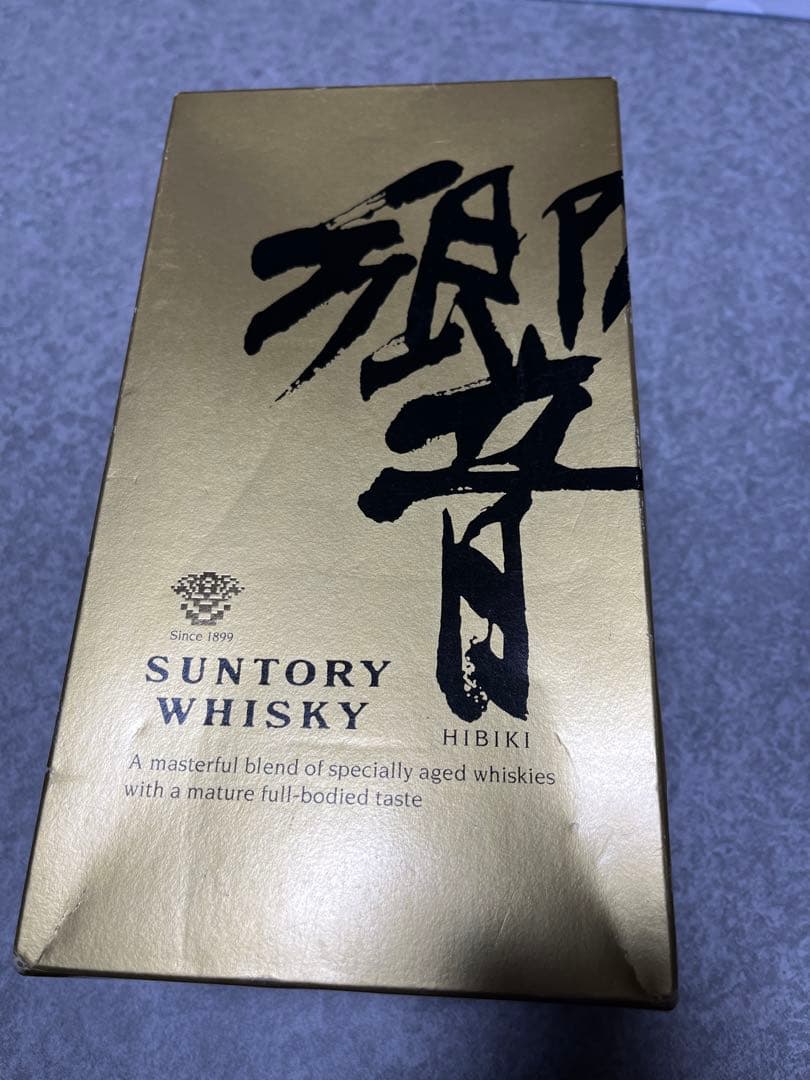 響
Since 1899
SUNTORY
WHISKY
HIBIKI
A masterful blend of specially aged whiskies
with a mature full-bodied taste